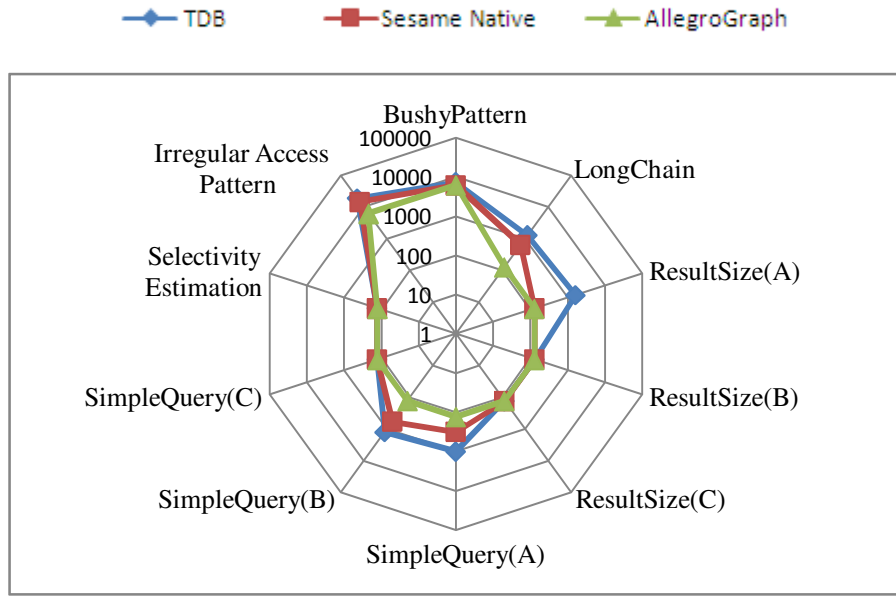 TDB
Sesame Native
AllegroGraph
BushyPattern
100000
10000
1000
100
10
1
LongChain
ResultSize(A)
ResultSize(B)
ResultSize(C)
SimpleQuery(A)
SimpleQuery(B)
SimpleQuery(C)
Selectivity
Estimation
Irregular Access
Pattern